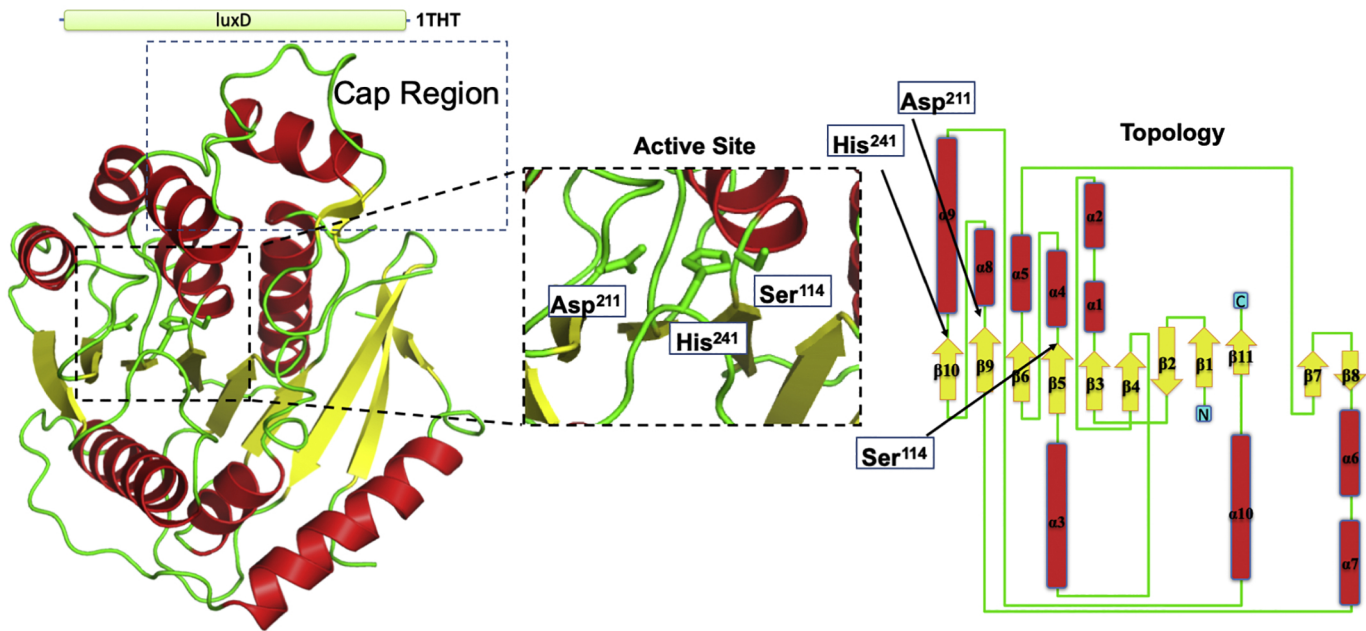 luxD
1THT
Cap Region
Active Site
Asp²¹¹
His²⁴¹
Ser¹¹⁴
Topology
Asp²¹¹
His²⁴¹
Ser¹¹⁴
α9
α8
α5
α4
α2
α1
β10
β9
β6
β5
β3
β4
β2
β1
β11
β7
β8
C
N
α3
α10
α6
α7